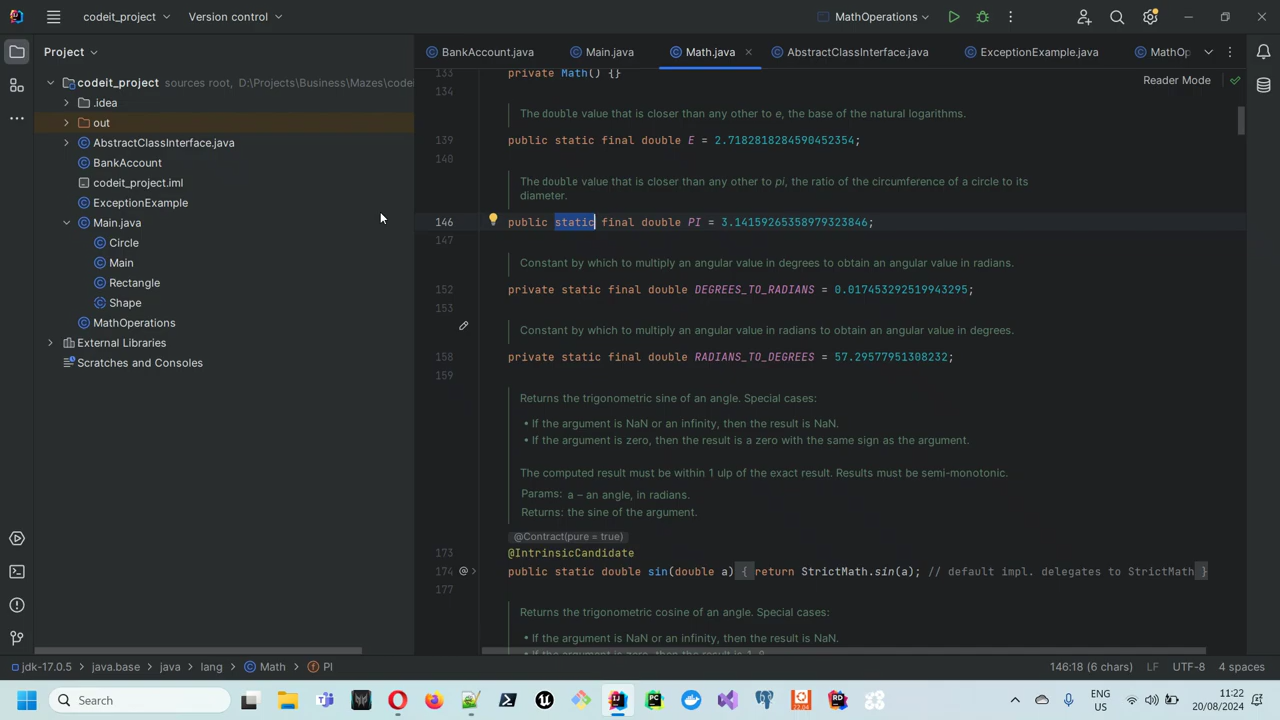 codeit_project
Version control
MathOperations
Project
BankAccount.java
Main.java
Math.java
AbstractClassInterface.java
ExceptionExample.java
MathOp
codeit_project sources root, D:\Projects\Business\Mazes\codei
.idea
out
AbstractClassInterface.java
BankAccount
codeit_project.iml
ExceptionExample
Main.java
Circle
Main
Rectangle
Shape
MathOperations
External Libraries
Scratches and Consoles
Reader Mode
133 private Math() {}
134
The double value that is closer than any other to e, the base of the natural logarithms.
139 public static final double E = 2.7182818284590452354;
140
The double value that is closer than any other to pi, the ratio of the circumference of a circle to its
diameter.
146 public static final double PI = 3.14159265358979323846;
147
Constant by which to multiply an angular value in degrees to obtain an angular value in radians.
152 private static final double DEGREES_TO_RADIANS = 0.017453292519943295;
153
Constant by which to multiply an angular value in radians to obtain an angular value in degrees.
158 private static final double RADIANS_TO_DEGREES = 57.29577951308232;
159
Returns the trigonometric sine of an angle. Special cases:
• If the argument is NaN or an infinity, then the result is NaN.
• If the argument is zero, then the result is a zero with the same sign as the argument.
The computed result must be within 1 ulp of the exact result. Results must be semi-monotonic.
Params: a – an angle, in radians.
Returns: the sine of the argument.
@Contract(pure = true)
173 @IntrinsicCandidate
174 @ public static double sin(double a) { return StrictMath.sin(a); // default impl. delegates to StrictMath }
177
Returns the trigonometric cosine of an angle. Special cases:
• If the argument is NaN or an infinity, then the result is NaN.
• If the argument is zero, then the result is 1.0
jdk-17.0.5 java.base java lang Math PI
146:18 (6 chars) LF UTF-8 4 spaces
Search
ENG
US
11:22
20/08/2024